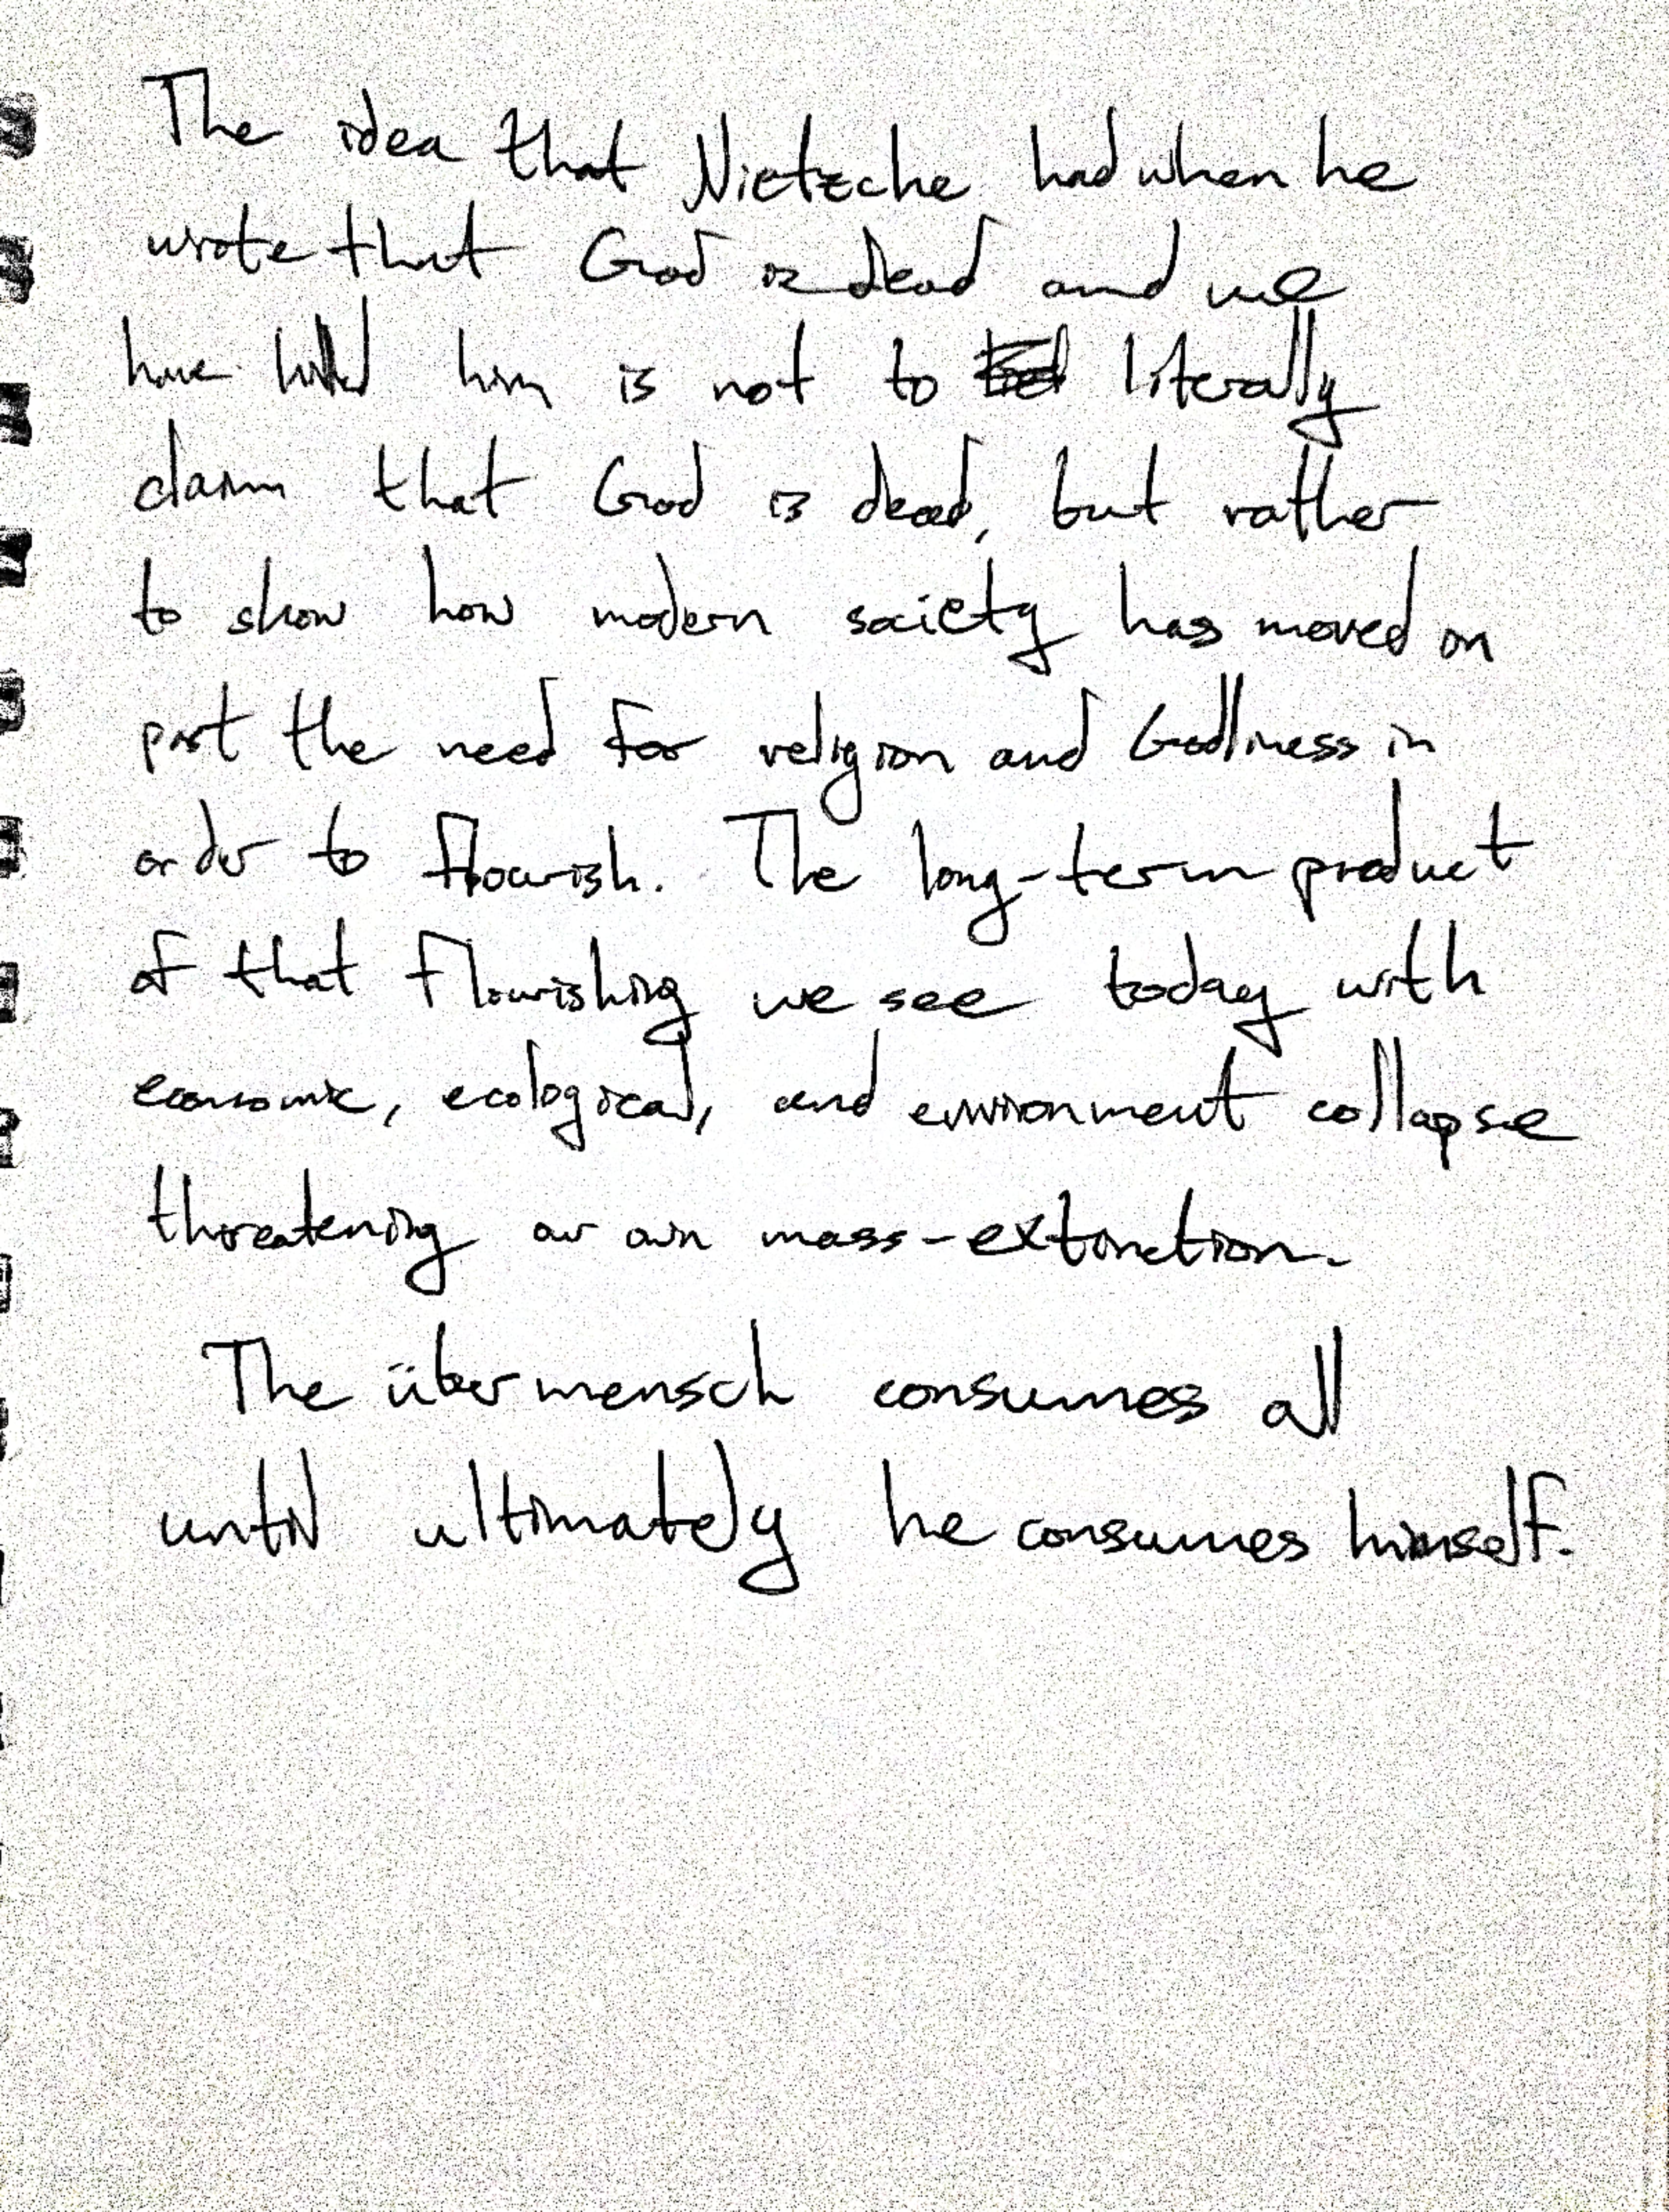 The idea that Nietzche had when he
wrote that God is dead and we
have killed him is not to literally
claim that God is dead, but rather
to show how modern society has moved on
past the need for religion and Godliness in
order to flourish. The long-term product
of that flourishing we see today with
economic, ecological, and environment collapse
threatening our own mass-extinction.
The übermensch consumes all
until ultimately he consumes himself.